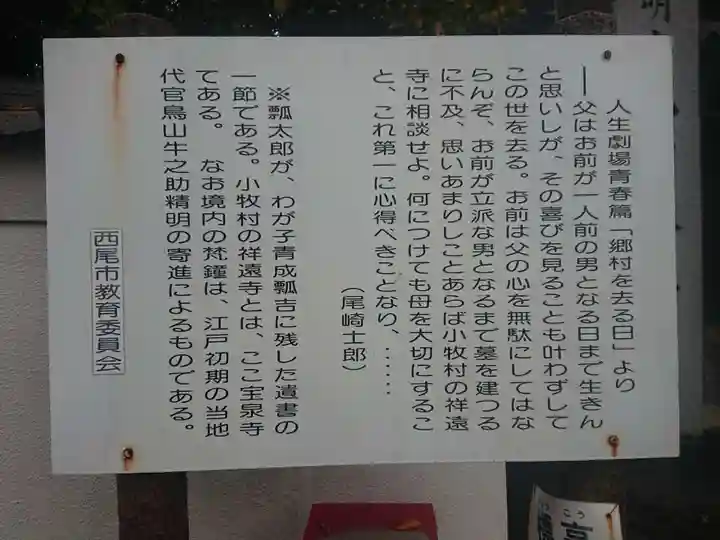 人生劇場青春篇「郷村を去る日」より
――父はお前が一人前の男となる日まで生きん
と思いしが、その喜びを見ることも叶わずして
この世を去る。お前は父の心を無駄にしてはな
らんぞ、お前が立派な男となるまで墓を建つる
に不及、思いあまりしことあらば小牧村の祥遠
寺に相談せよ。何につけても母を大切にするこ
と、これ第一に心得べきことなり、‥‥‥
(尾崎士郎)
※瓢太郎が、わが子青成瓢吉に残した遺書の
一節である。小牧村の祥遠寺とは、ここ宝泉寺
てある。 なお境内の梵鐘は、江戸初期の当地
代官鳥山牛之助精明の寄進によるものである。
西尾市教育委員会
明
こう